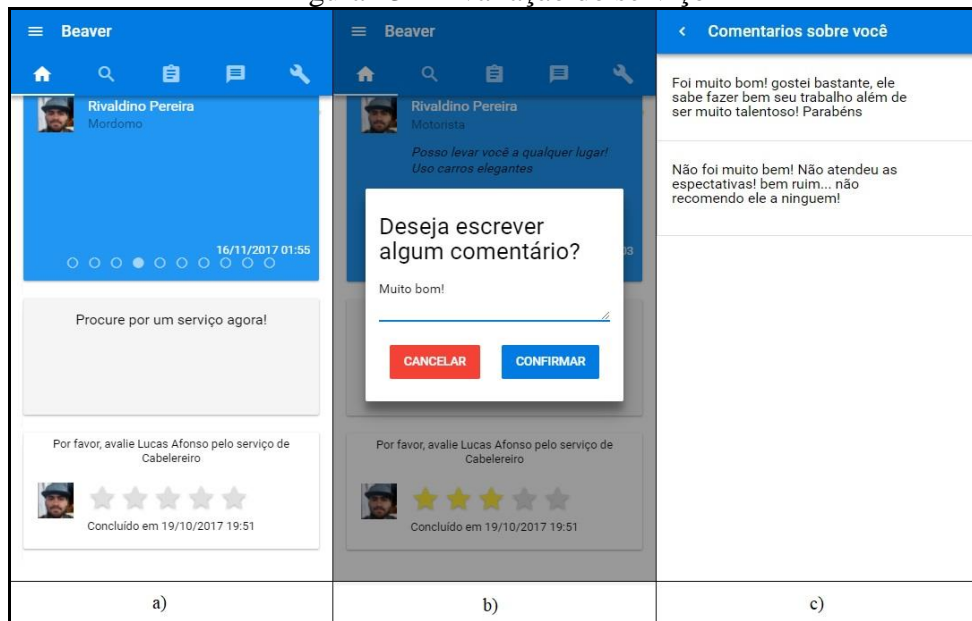 Beaver
Rivaldino Pereira
Mordomo
16/11/2017 01:55
Procure por um serviço agora!
Por favor, avalie Lucas Afonso pelo serviço de
Cabelereiro
Concluído em 19/10/2017 19:51
a)
Beaver
Rivaldino Pereira
Motorista
Posso levar você a qualquer lugar!
Uso carros elegantes
Deseja escrever
algum comentário?
Muito bom!
CANCELAR
CONFIRMAR
Por favor, avalie Lucas Afonso pelo serviço de
Cabelereiro
Concluído em 19/10/2017 19:51
b)
Comentarios sobre você
Foi muito bom! gostei bastante, ele
sabe fazer bem seu trabalho além de
ser muito talentoso! Parabéns
Não foi muito bem! Não atendeu as
espectativas! bem ruim... não
recomendo ele a ninguem!
c)